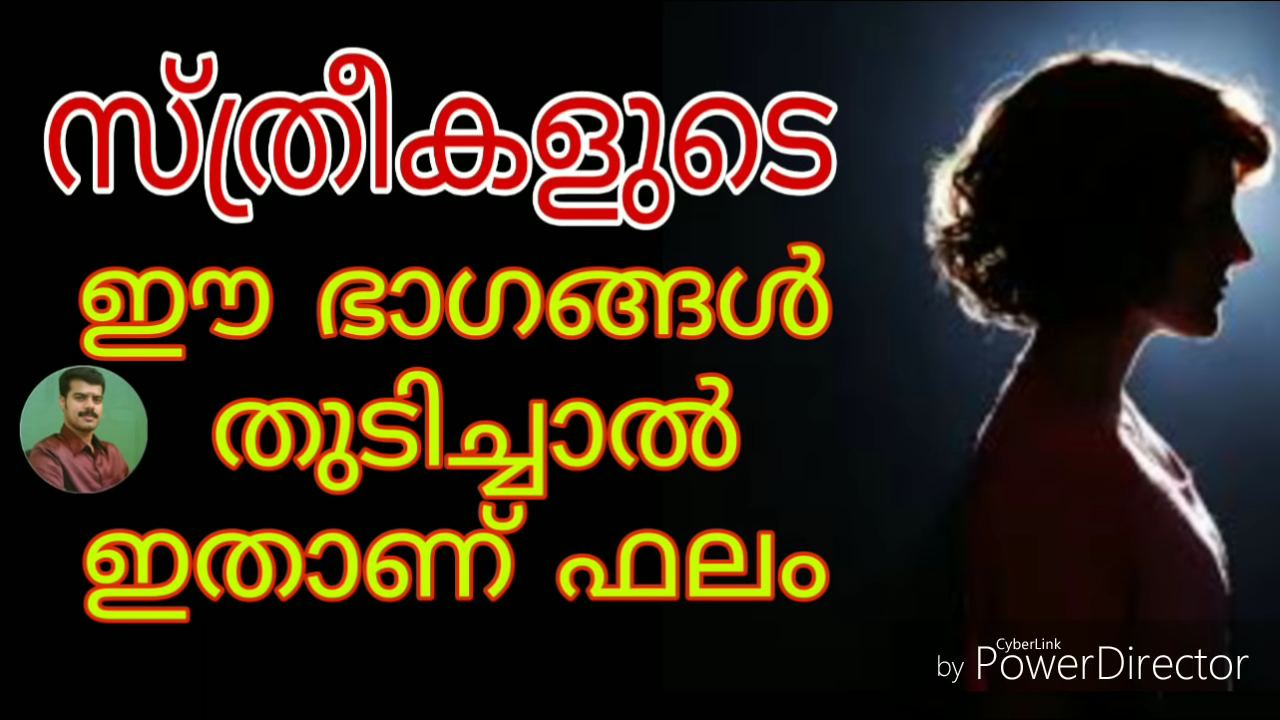 സ്ത്രീകളുടെ
ഈ ഭാഗങ്ങൾ
തുടിച്ചാൽ
ഇതാണ് ഫലം
CyberLink
by PowerDirector